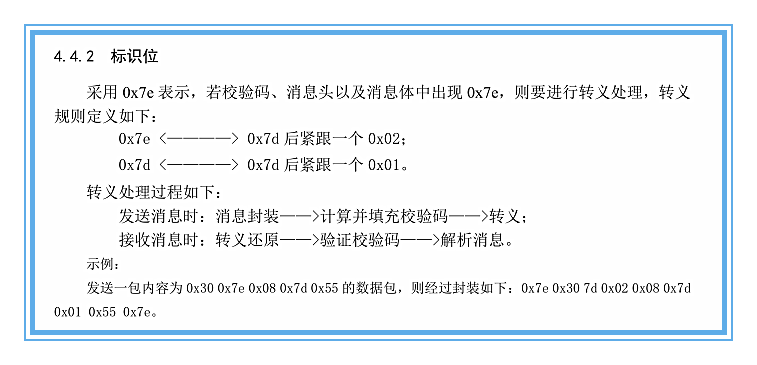 4.4.2 标识位
采用 0x7e 表示，若校验码、消息头以及消息体中出现 0x7e，则要进行转义处理，转义
规则定义如下：
0x7e <————> 0x7d 后紧跟一个 0x02；
0x7d <————> 0x7d 后紧跟一个 0x01。
转义处理过程如下：
发送消息时：消息封装——>计算并填充校验码——>转义；
接收消息时：转义还原——>验证校验码——>解析消息。
示例：
发送一包内容为 0x30 0x7e 0x08 0x7d 0x55 的数据包，则经过封装如下：0x7e 0x30 7d 0x02 0x08 0x7d
0x01 0x55 0x7e。